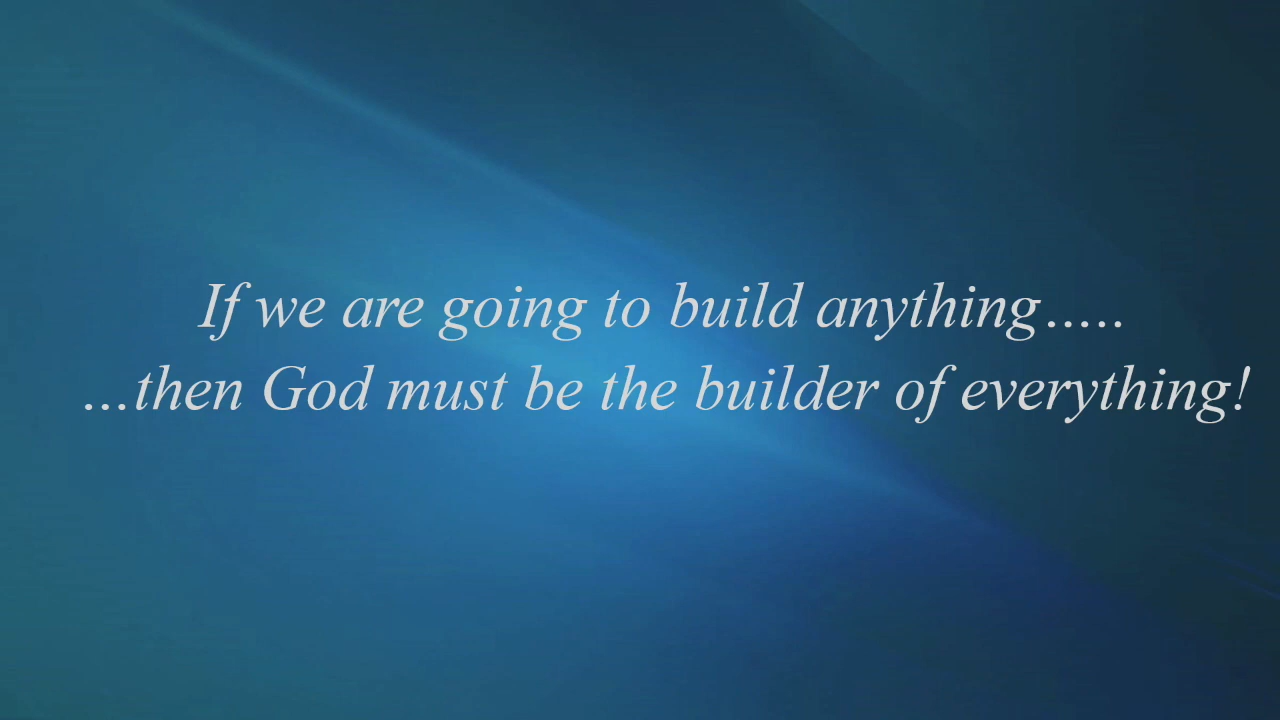 If we are going to build anything.....
...then God must be the builder of everything!